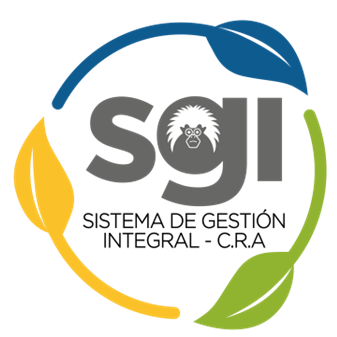 sgi
SISTEMA DE GESTIÓN
INTEGRAL - C.R.A